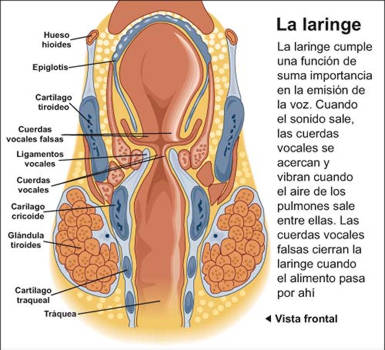 La laringe
La laringe cumple
una función de
suma importancia
en la emisión de
la voz. Cuando
el sonido sale,
las cuerdas
vocales se
acercan y
vibran cuando
el aire de los
pulmones sale
entre ellas. Las
cuerdas vocales
falsas cierran la
laringe cuando
el alimento pasa
por ahí
Vista frontal
Hueso
hioides
Epiglotis
Cartílago
tiroideo
Cuerdas
vocales falsas
Ligamentos
vocales
Cuerdas
vocales
Carílago
cricoide
Glándula
tiroides
Cartílago
traqueal
Tráquea